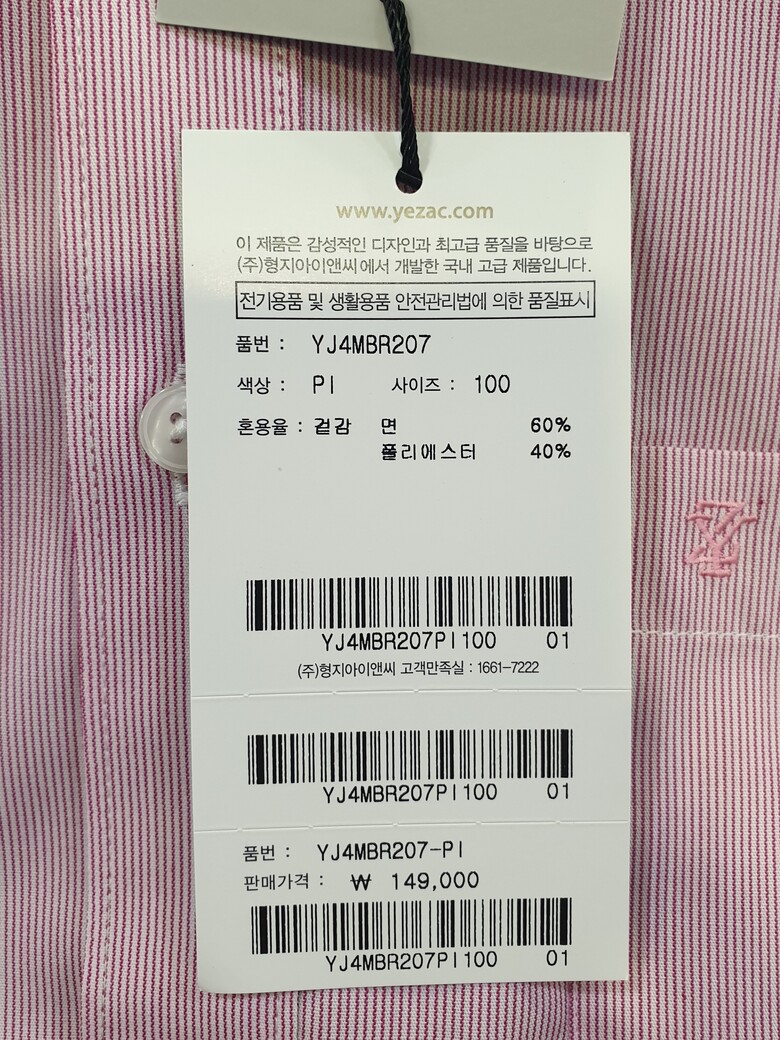 www.yezac.com
이 제품은 감성적인 디자인과 최고급 품질을 바탕으로
(주)형지아이앤씨에서 개발한 국내 고급 제품입니다.
전기용품 및 생활용품 안전관리법에 의한 품질표시
품번 : YJ4MBR207
색상 : PI 사이즈 : 100
혼용율 : 겉감 면 60%
폴리에스터 40%
YJ4MBR207PI100 01
(주)형지아이앤씨 고객만족실 : 1661-7222
YJ4MBR207PI100 01
품번 : YJ4MBR207-PI
판매가격 : ₩ 149,000
YJ4MBR207PI100 01